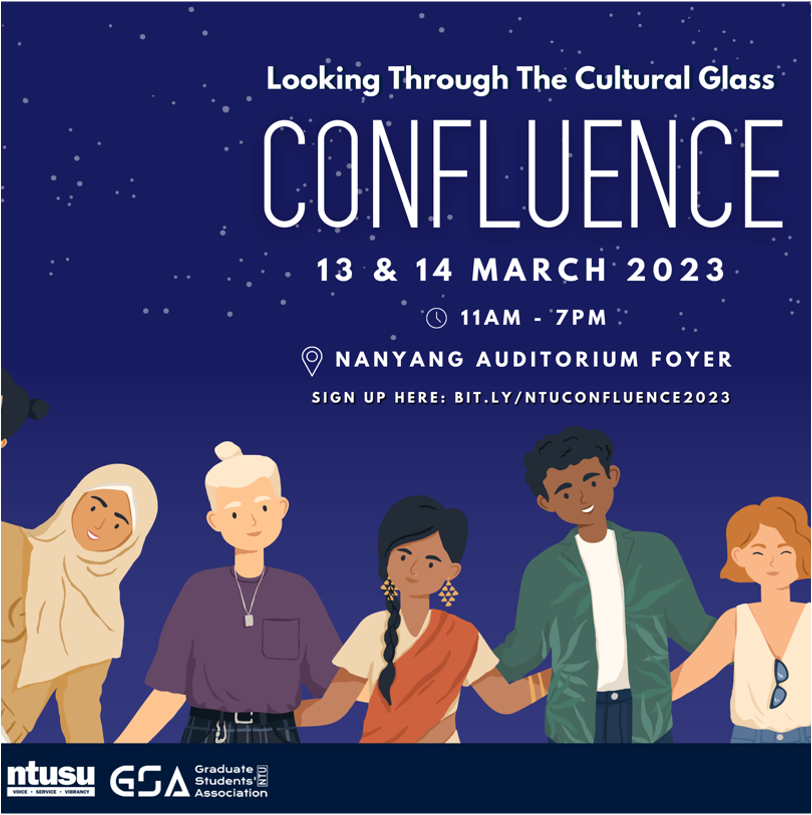 Looking Through The Cultural Glass
CONFLUENCE
13 & 14 MARCH 2023
11AM - 7PM
NANYANG AUDITORIUM FOYER
SIGN UP HERE: BIT.LY/NTUCONFLUENCE2023
ntusu
VOICE • SERVICE • VIBRANCY
GSA
Graduate
Students'
Association
NTU